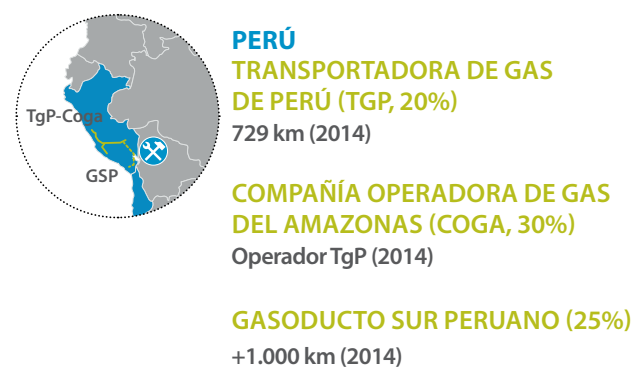 PERÚ
TRANSPORTADORA DE GAS
DE PERÚ (TGP, 20%)
729 km (2014)
TgP-Coga
GSP
COMPAÑÍA OPERADORA DE GAS
DEL AMAZONAS (COGA, 30%)
Operador TgP (2014)
GASODUCTO SUR PERUANO (25%)
+1.000 km (2014)